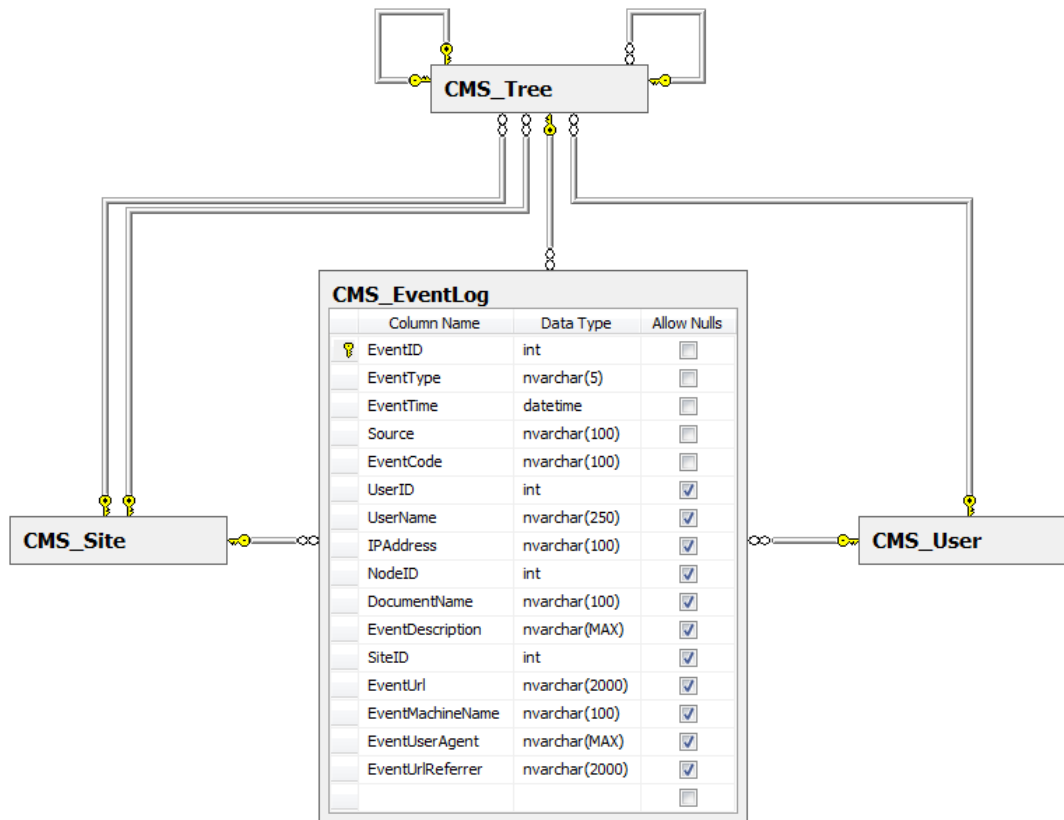 CMS_Tree
CMS_EventLog
Column Name Data Type Allow Nulls
EventID int
EventType nvarchar(5)
EventTime datetime
Source nvarchar(100)
EventCode nvarchar(100)
UserID int
UserName nvarchar(250)
IPAddress nvarchar(100)
NodeID int
DocumentName nvarchar(100)
EventDescription nvarchar(MAX)
SiteID int
EventUrl nvarchar(2000)
EventMachineName nvarchar(100)
EventUserAgent nvarchar(MAX)
EventUrlReferrer nvarchar(2000)
CMS_Site
CMS_User